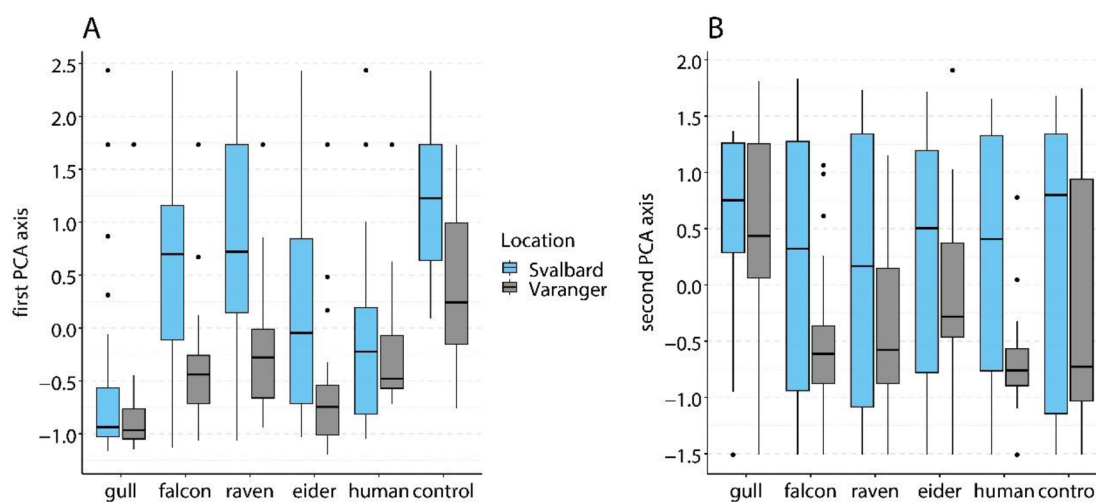 A
first PCA axis
2.5
2.0
1.5
1.0
0.5
0.0
−0.5
−1.0
gull falcon raven eider human control
Location
Svalbard
Varanger
B
second PCA axis
2.0
1.5
1.0
0.5
0.0
−0.5
−1.0
−1.5
gull falcon raven eider human control